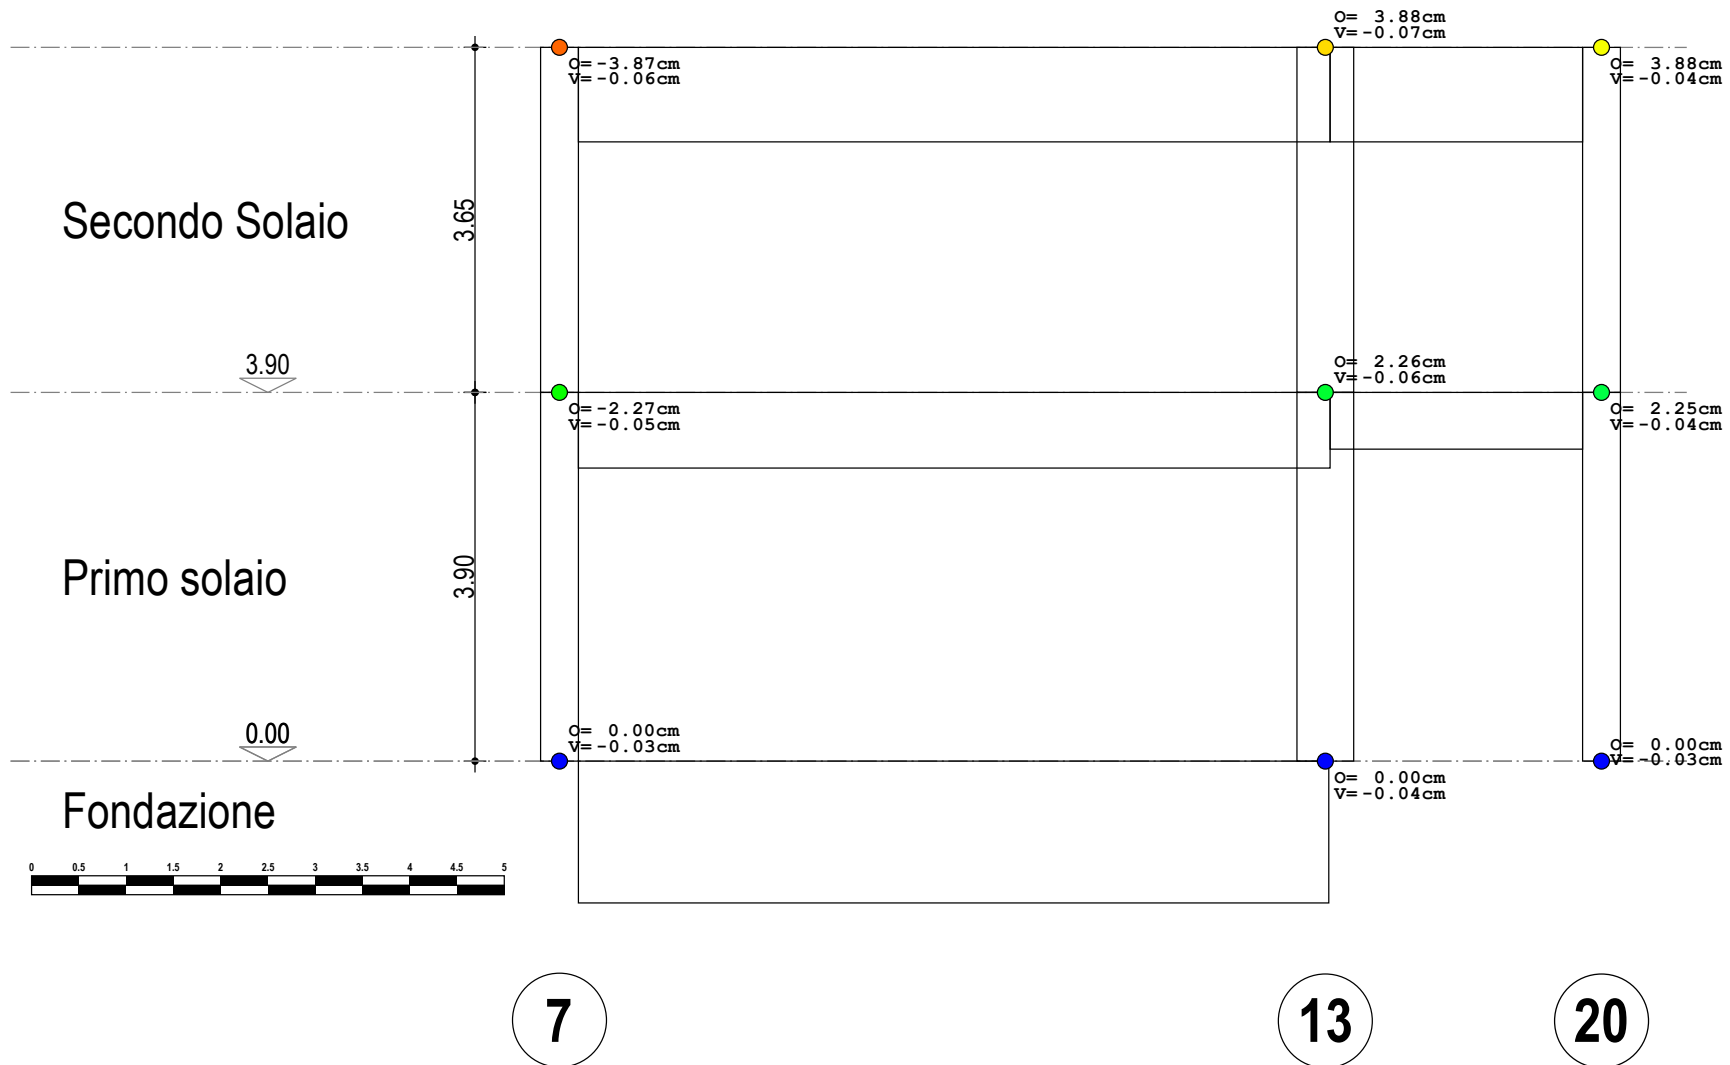 O= 3.88cm
V=-0.07cm
O=-3.87cm
V=-0.06cm
O= 3.88cm
V=-0.04cm
Secondo Solaio
3.65
3.90
O= 2.26cm
V=-0.06cm
O=-2.27cm
V=-0.05cm
O= 2.25cm
V=-0.04cm
Primo solaio
3.90
0.00
O= 0.00cm
V=-0.03cm
O= 0.00cm
V=-0.03cm
O= 0.00cm
V=-0.04cm
Fondazione
0 0.5 1 1.5 2 2.5 3 3.5 4 4.5 5
7 13 20